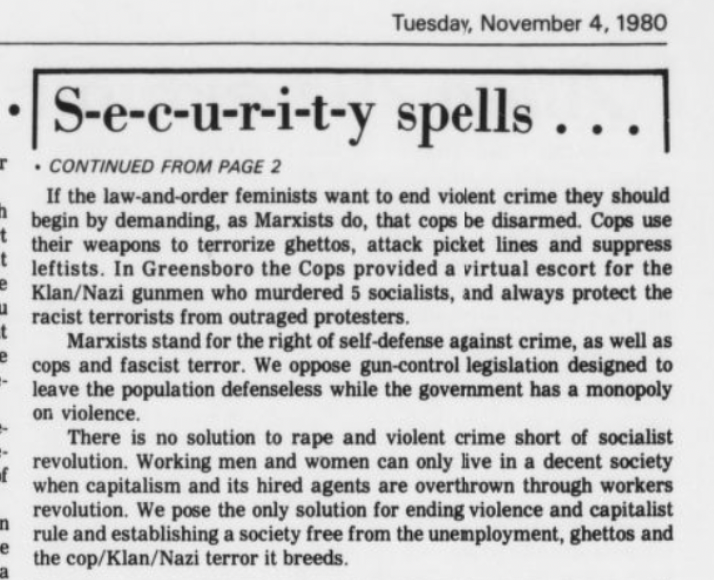 Tuesday, November 4, 1980
• S-e-c-u-r-i-t-y spells . . .
• CONTINUED FROM PAGE 2
If the law-and-order feminists want to end violent crime they should
begin by demanding, as Marxists do, that cops be disarmed. Cops use
their weapons to terrorize ghettos, attack picket lines and suppress
leftists. In Greensboro the Cops provided a virtual escort for the
Klan/Nazi gunmen who murdered 5 socialists, and always protect the
racist terrorists from outraged protesters.
Marxists stand for the right of self-defense against crime, as well as
cops and fascist terror. We oppose gun-control legislation designed to
leave the population defenseless while the government has a monopoly
on violence.
There is no solution to rape and violent crime short of socialist
revolution. Working men and women can only live in a decent society
when capitalism and its hired agents are overthrown through workers
revolution. We pose the only solution for ending violence and capitalist
rule and establishing a society free from the unemployment, ghettos and
the cop/Klan/Nazi terror it breeds.